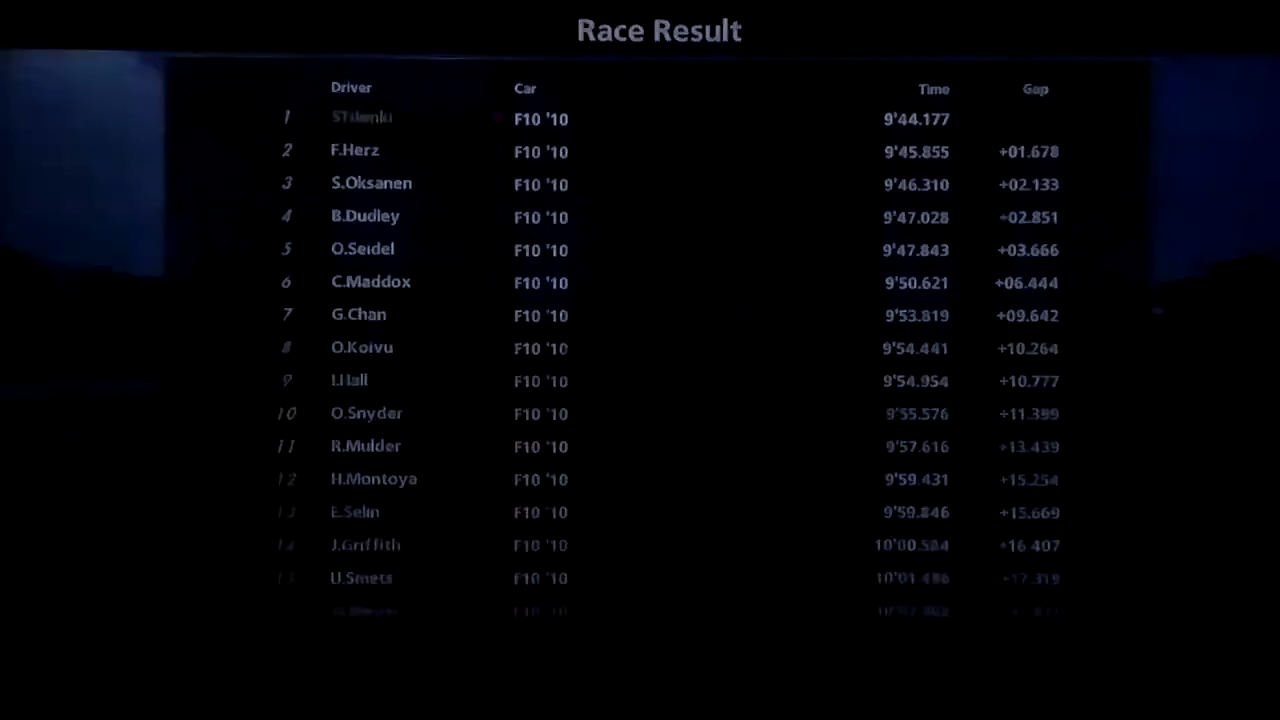 Race Result
Driver Car Time Gap
1 F10 '10 9'44.177
2 F.Herz F10 '10 9'45.855 +01.678
3 S.Oksanen F10 '10 9'46.310 +02.133
4 B.Dudley F10 '10 9'47.028 +02.851
5 O.Seidel F10 '10 9'47.843 +03.666
6 C.Maddox F10 '10 9'50.621 +06.444
7 G.Chan F10 '10 9'53.819 +09.642
8 O.Koivu F10 '10 9'54.441 +10.264
9 I.Hall F10 '10 9'54.954 +10.777
10 O.Snyder F10 '10 9'55.576 +11.399
11 R.Mulder F10 '10 9'57.616 +13.439
12 H.Montoya F10 '10 9'59.431 +15.254
13 E.Selin F10 '10 9'59.846 +15.669
14 J.Griffith F10 '10 10'00.584 +16.407
15 U.Smets F10 '10 +17.319
F10 '10